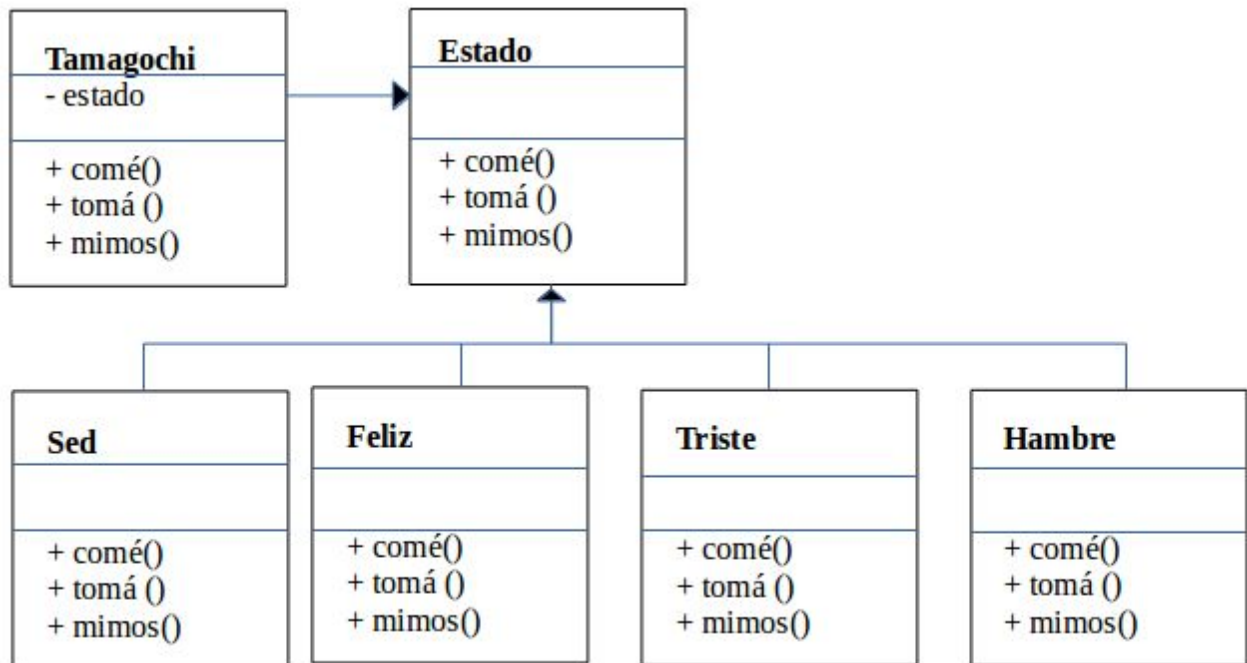 Tamagochi
- estado
+ comé()
+ tomá ()
+ mimos()
Estado
+ comé()
+ tomá ()
+ mimos()
Sed
+ comé()
+ tomá ()
+ mimos()
Feliz
+ comé()
+ tomá ()
+ mimos()
Triste
+ comé()
+ tomá ()
+ mimos()
Hambre
+ comé()
+ tomá ()
+ mimos()